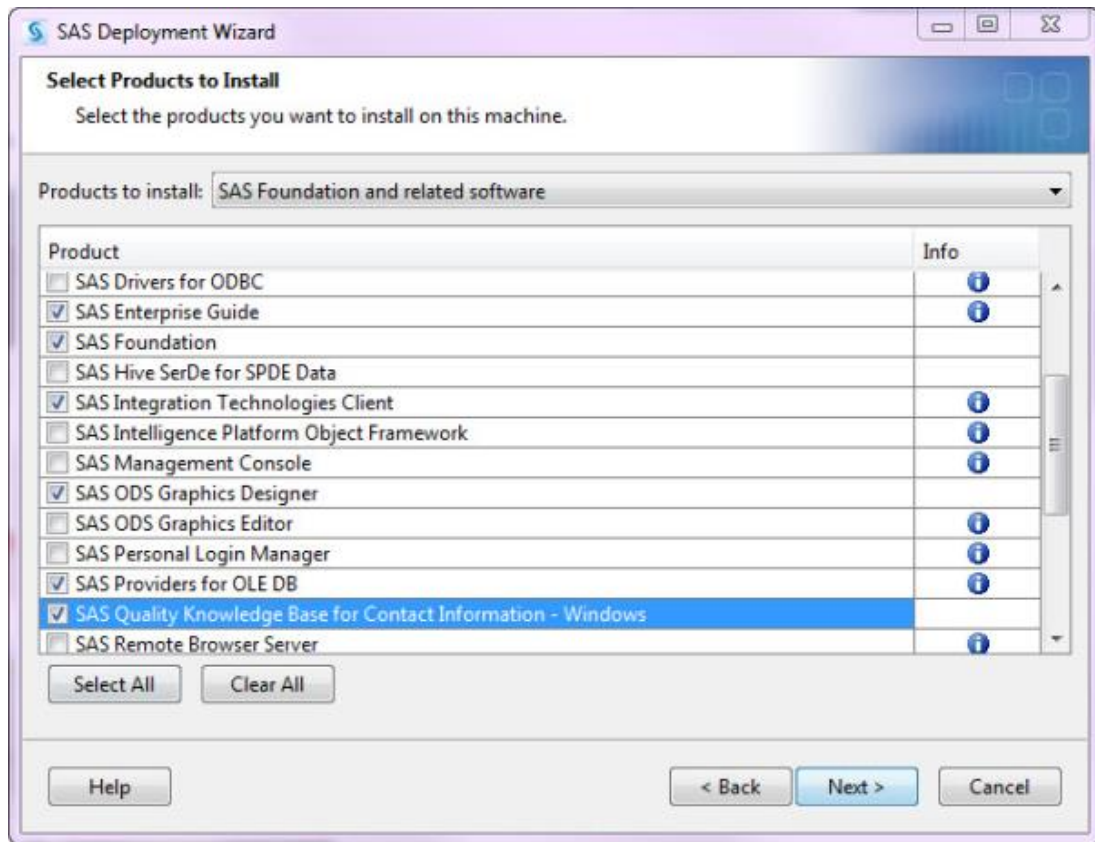 SAS Deployment Wizard
Select Products to Install
Select the products you want to install on this machine.
Products to install: SAS Foundation and related software
Product Info
SAS Drivers for ODBC
SAS Enterprise Guide
SAS Foundation
SAS Hive SerDe for SPDE Data
SAS Integration Technologies Client
SAS Intelligence Platform Object Framework
SAS Management Console
SAS ODS Graphics Designer
SAS ODS Graphics Editor
SAS Personal Login Manager
SAS Providers for OLE DB
SAS Quality Knowledge Base for Contact Information - Windows
SAS Remote Browser Server
Select All Clear All
Help < Back Next > Cancel